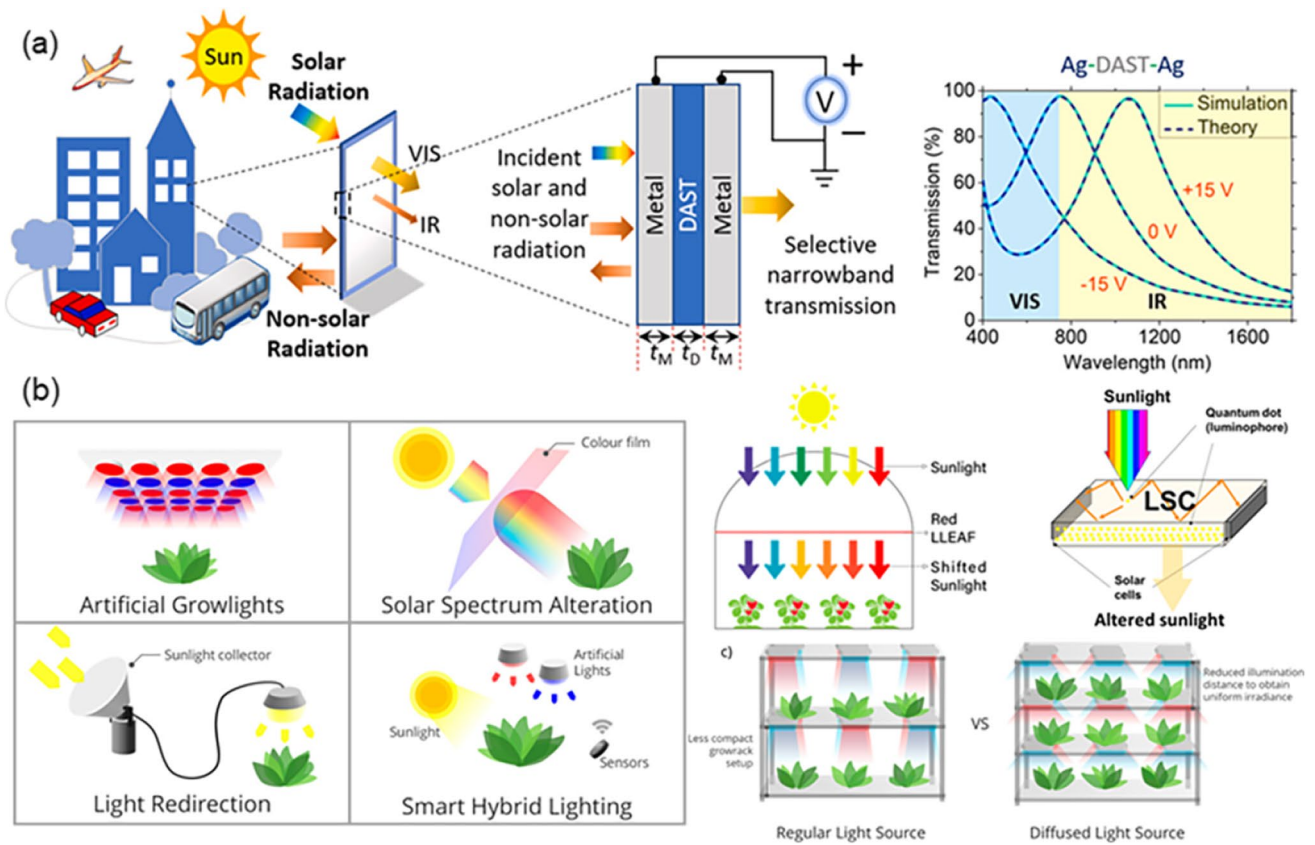 (a)
Sun
Solar
Radiation
VIS
IR
Non-solar
Radiation
Incident
solar and
non-solar
radiation
Metal
DAST
Metal
V
+
−
Selective
narrowband
transmission
tM
tD
tM
Ag-DAST-Ag
Transmission (%)
100
80
60
40
20
0
Simulation
Theory
+15 V
0 V
-15 V
VIS
IR
400
800
1200
1600
Wavelength (nm)
(b)
Artificial Growlights
Colour film
Solar Spectrum Alteration
Sunlight collector
Light Redirection
Artificial
Lights
Sunlight
Sensors
Smart Hybrid Lighting
Sunlight
Red
LLEAF
Shifted
Sunlight
Sunlight
Quantum dot
(luminophore)
LSC
Solar
cells
Altered sunlight
c)
Less compact
growrack
setup
Regular Light Source
VS
Reduced illumination
distance to obtain
uniform irradiance
Diffused Light Source